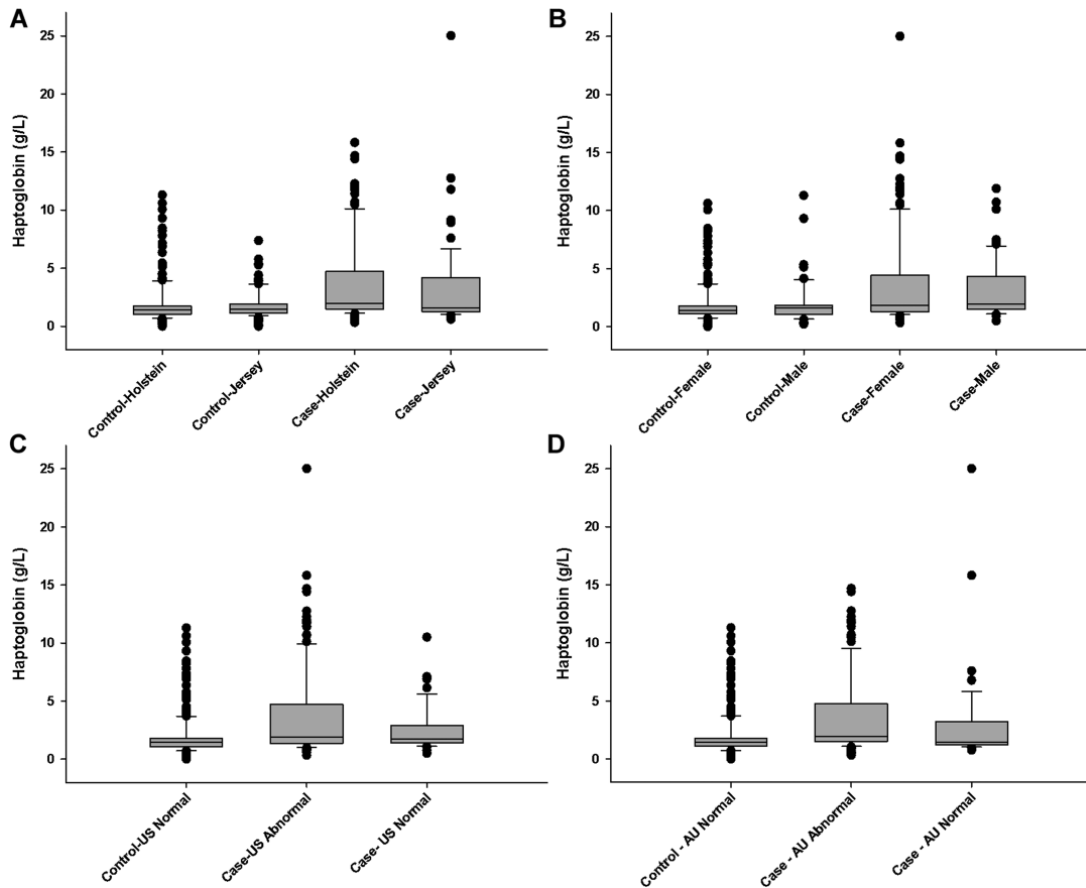 A
Haptoglobin (g/L)
25
20
15
10
5
0
Control-Holstein
Control-Jersey
Case-Holstein
Case-Jersey
B
Haptoglobin (g/L)
25
20
15
10
5
0
Control-Female
Control-Male
Case-Female
Case-Male
C
Haptoglobin (g/L)
25
20
15
10
5
0
Control-US Normal
Case-US Abnormal
Case- US Normal
D
Haptoglobin (g/L)
25
20
15
10
5
0
Control - AU Normal
Case - AU Abnormal
Case - AU Normal